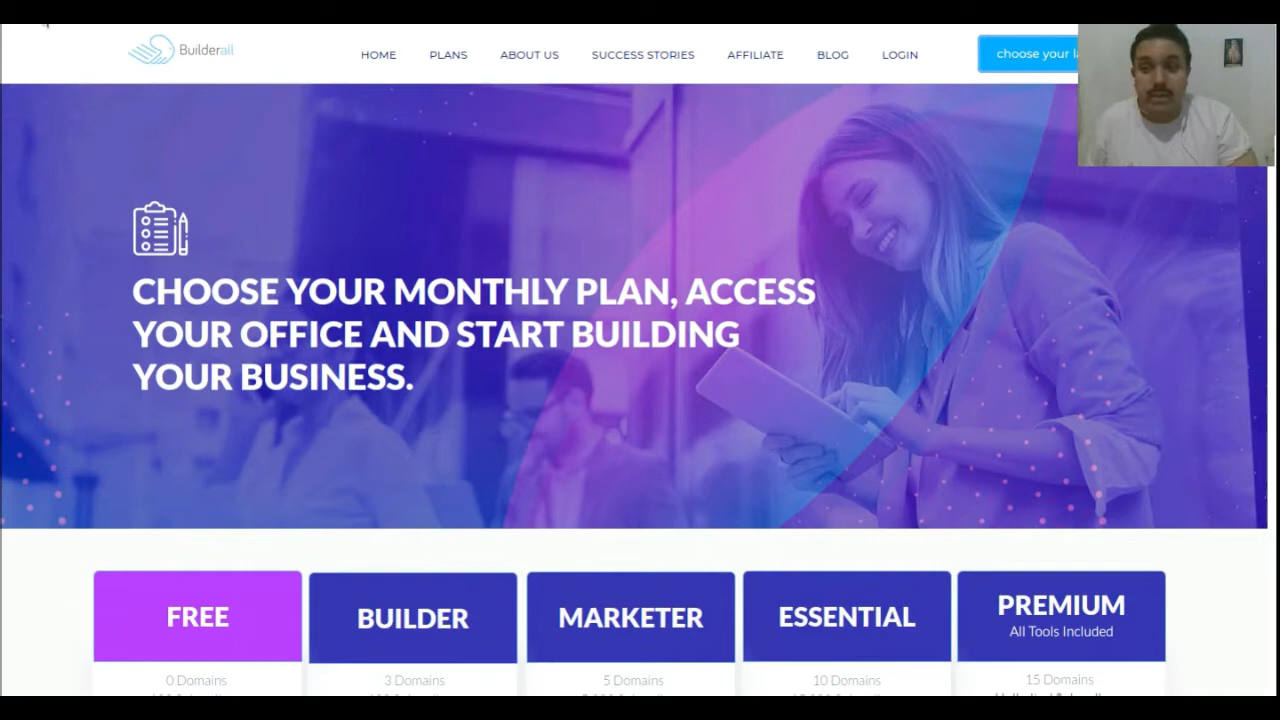 Builderall
HOME
PLANS
ABOUT US
SUCCESS STORIES
AFFILIATE
BLOG
LOGIN
choose your la
CHOOSE YOUR MONTHLY PLAN, ACCESS
YOUR OFFICE AND START BUILDING
YOUR BUSINESS.
FREE
BUILDER
MARKETER
ESSENTIAL
PREMIUM
All Tools Included
0 Domains
3 Domains
5 Domains
10 Domains
15 Domains